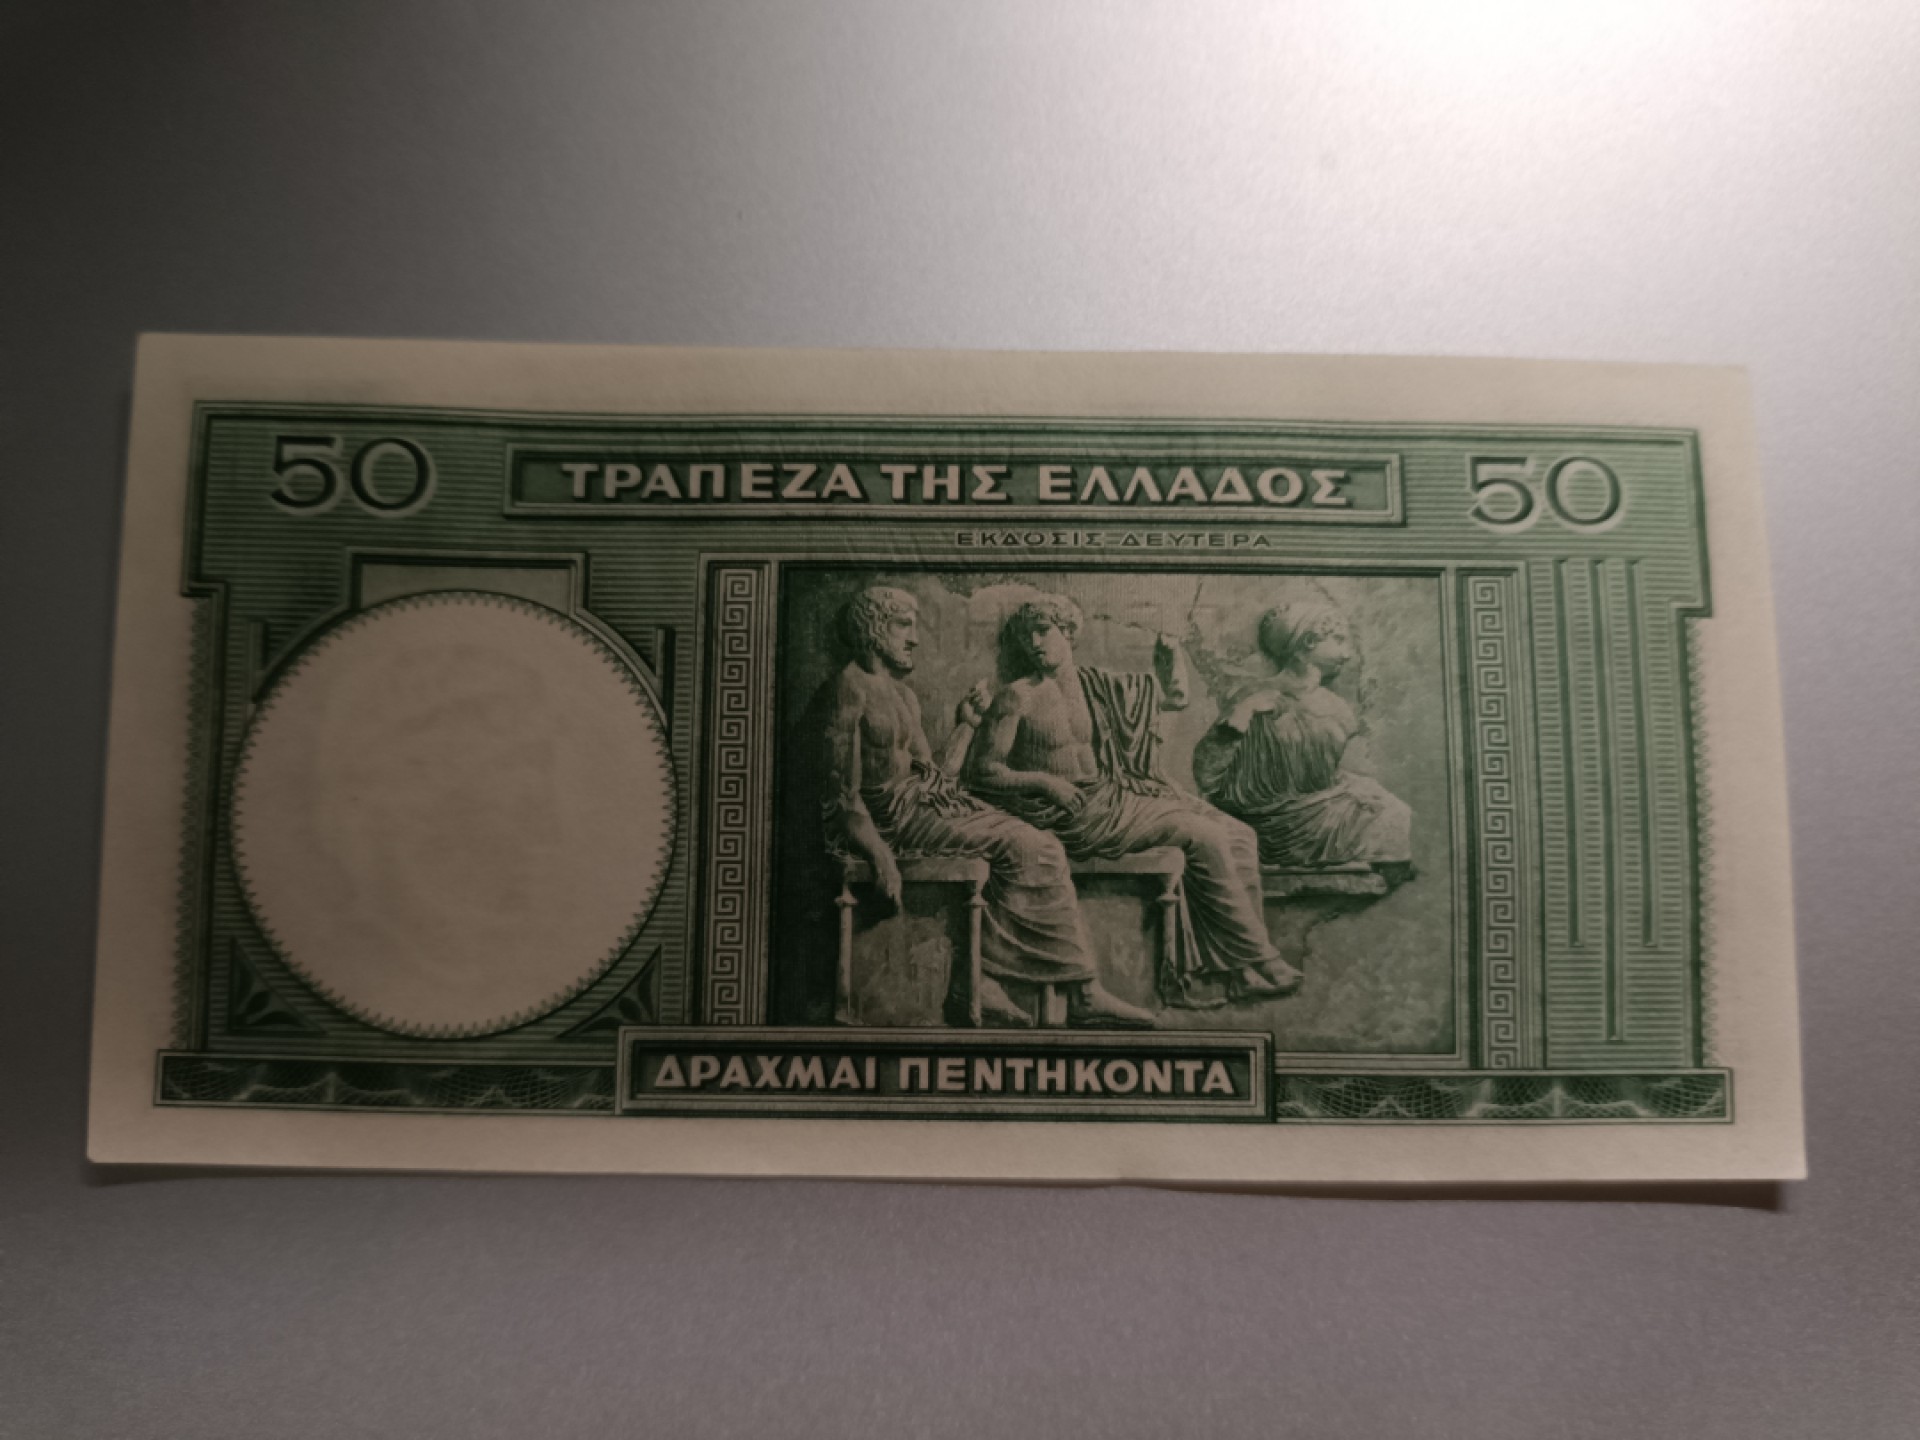 50 ΤΡΑΠΕΖΑ ΤΗΣ ΕΛΛΑΔΟΣ 50
ΕΚΔΟΣΙΣ ΔΕΥΤΕΡΑ
ΔΡΑΧΜΑΙ ΠΕΝΤΗΚΟΝΤΑ